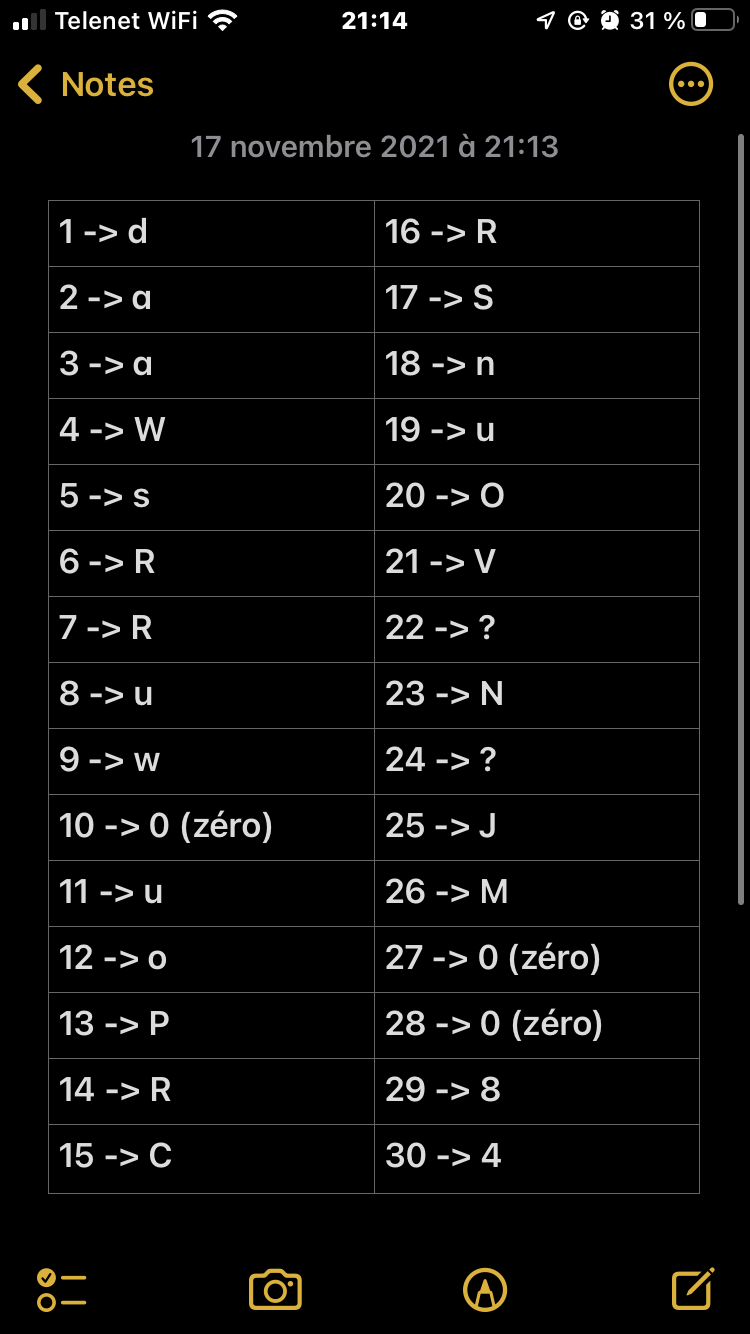 Telenet WiFi 21:14 31 %
Notes
17 novembre 2021 à 21:13
1 -> d 16 -> R
2 -> a 17 -> S
3 -> a 18 -> n
4 -> W 19 -> u
5 -> s 20 -> O
6 -> R 21 -> V
7 -> R 22 -> ?
8 -> u 23 -> N
9 -> w 24 -> ?
10 -> 0 (zéro) 25 -> J
11 -> u 26 -> M
12 -> o 27 -> 0 (zéro)
13 -> P 28 -> 0 (zéro)
14 -> R 29 -> 8
15 -> C 30 -> 4